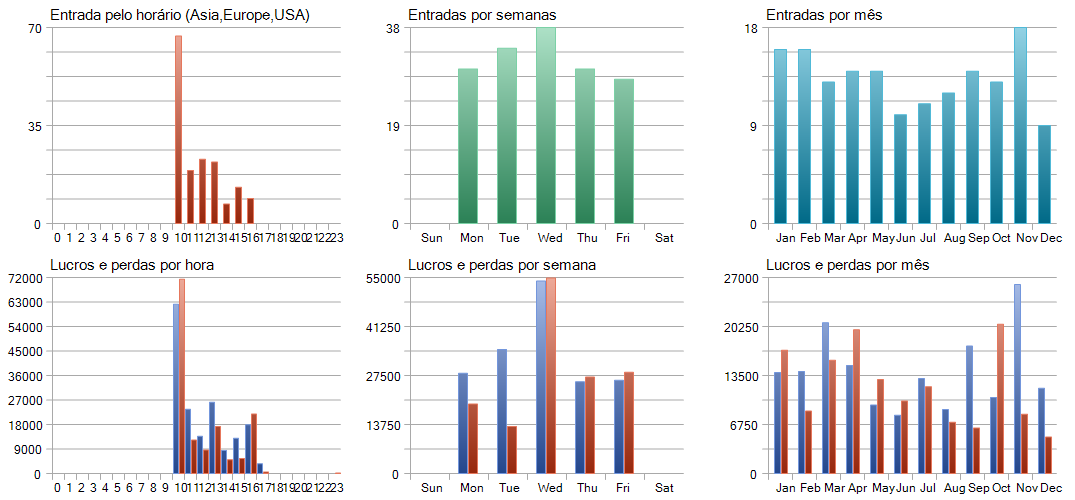 Entrada pelo horário (Asia,Europe,USA)
70
35
0
0 1 2 3 4 5 6 7 8 9 10 11 12 13 14 15 16 17 18 19 20 21 22 23
Entradas por semanas
38
19
0
Sun Mon Tue Wed Thu Fri Sat
Entradas por mês
18
9
0
Jan Feb Mar Apr May Jun Jul Aug Sep Oct Nov Dec
Lucros e perdas por hora
72000
63000
54000
45000
36000
27000
18000
9000
0
0 1 2 3 4 5 6 7 8 9 10 11 12 13 14 15 16 17 18 19 20 21 22 23
Lucros e perdas por semana
55000
41250
27500
13750
0
Sun Mon Tue Wed Thu Fri Sat
Lucros e perdas por mês
27000
20250
13500
6750
0
Jan Feb Mar Apr May Jun Jul Aug Sep Oct Nov Dec